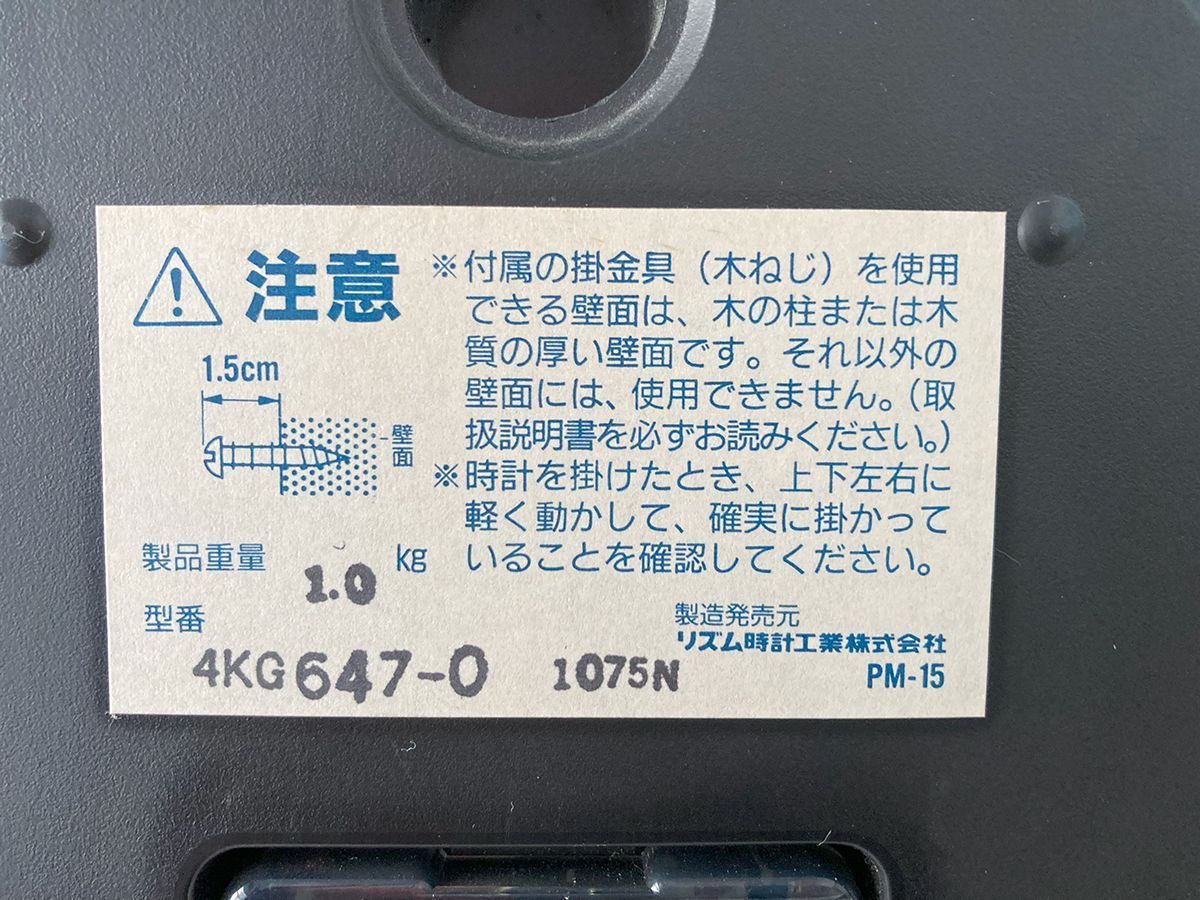 注意
1.5cm
壁面
製品重量 1.0 kg
型番
4KG647-0 1075N
※付属の掛金具（木ねじ）を使用
できる壁面は、木の柱または木
質の厚い壁面です。それ以外の
壁面には、使用できません。（取
扱説明書を必ずお読みください。）
※時計を掛けたとき、上下左右に
軽く動かして、確実に掛かって
いることを確認してください。
製造発売元
リズム時計工業株式会社
PM-15